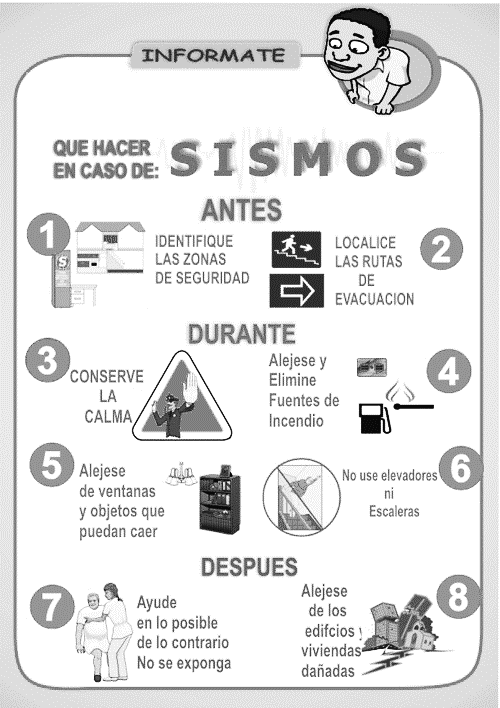 INFORMATE
QUE HACER
EN CASO DE:
SISMOS
ANTES
1
IDENTIFIQUE
LAS ZONAS
DE SEGURIDAD
S
2
LOCALICE
LAS RUTAS
DE
EVACUACION
DURANTE
3
CONSERVE
LA
CALMA
4
Alejese y
Elimine
Fuentes de
Incendio
5
Alejese
de ventanas
y objetos que
puedan caer
6
No use elevadores
ni
Escaleras
DESPUES
7
Ayude
en lo posible
de lo contrario
No se exponga
8
Alejese
de los
edifcios y
viviendas
dañadas